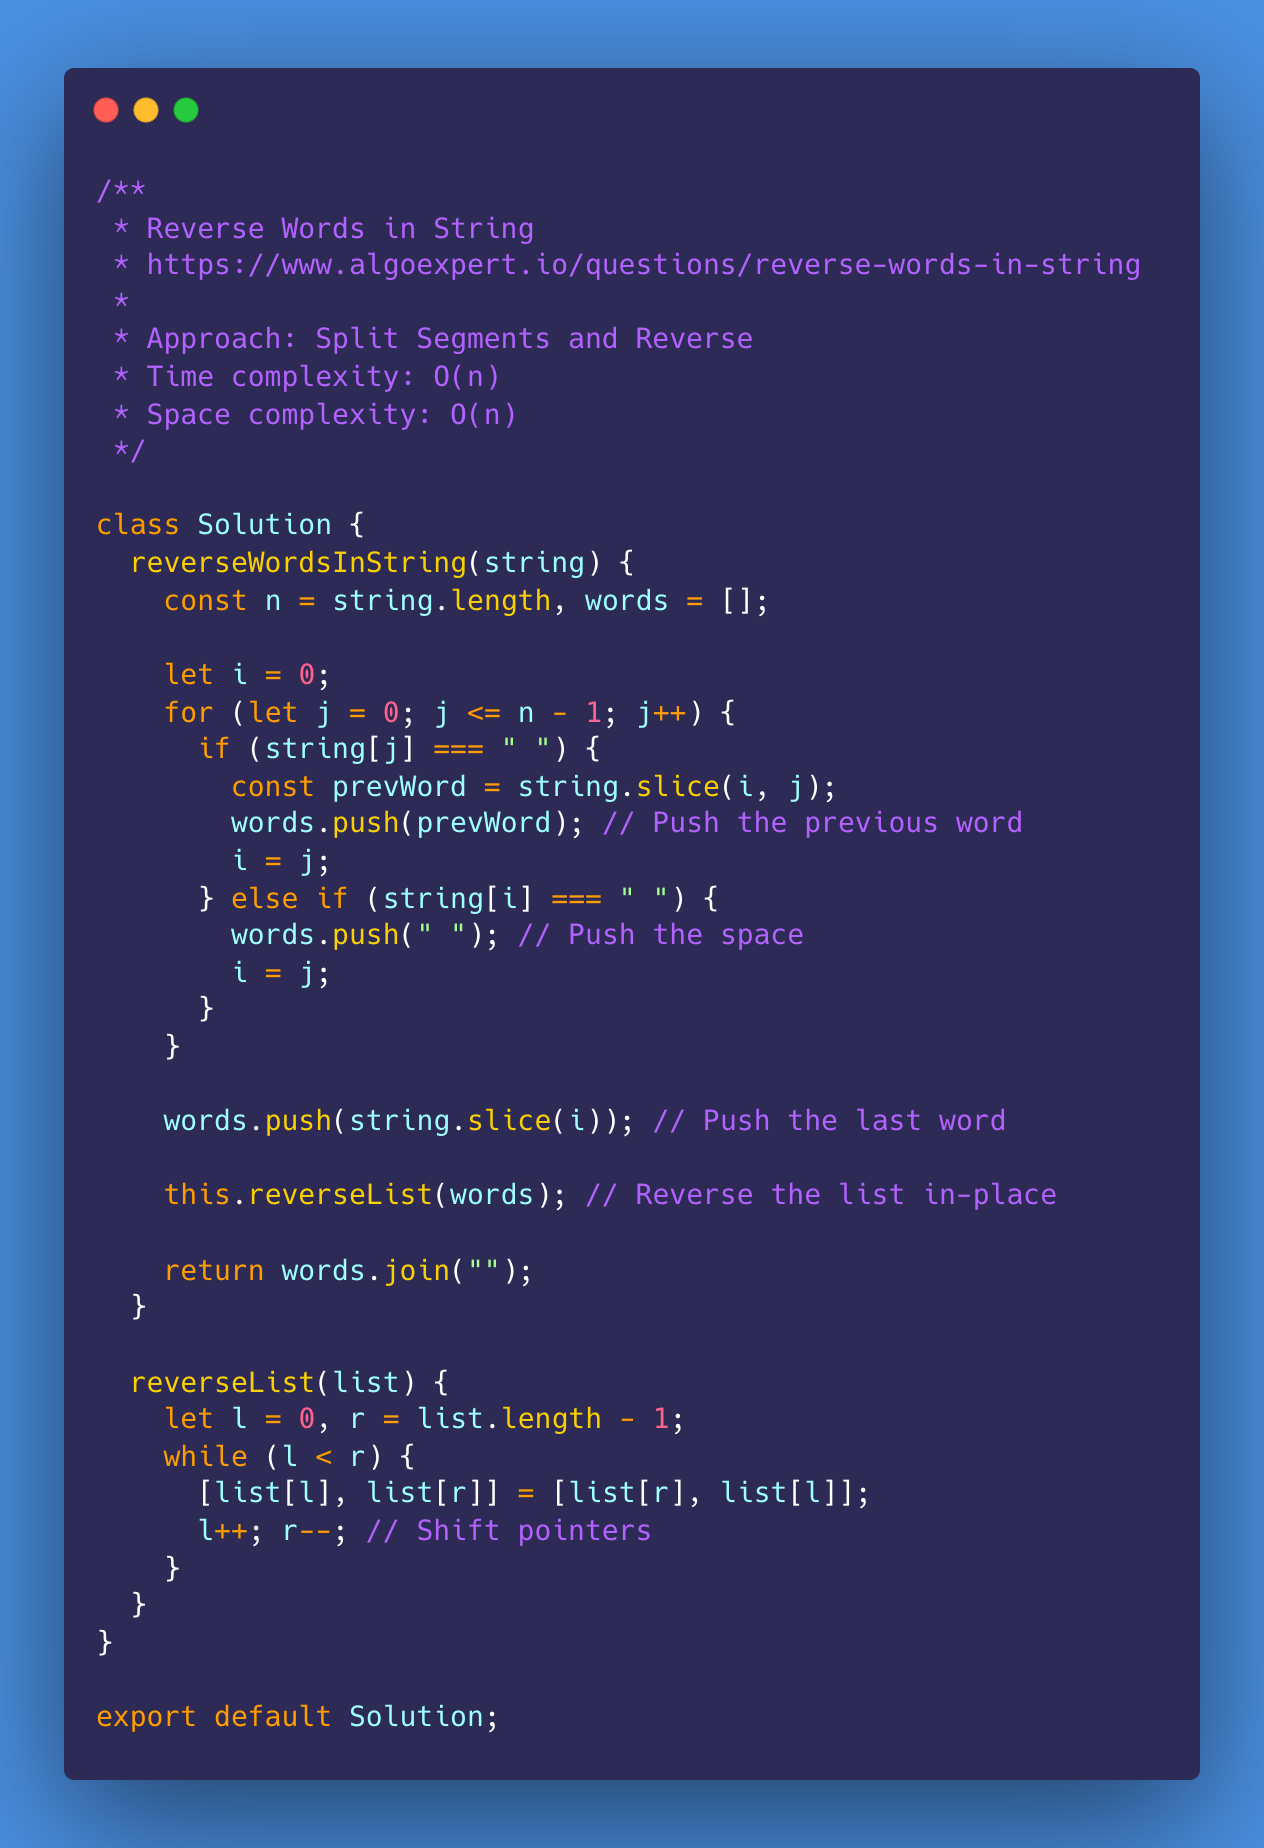 /**
 * Reverse Words in String
 * https://www.algoexpert.io/questions/reverse-words-in-string
 *
 * Approach: Split Segments and Reverse
 * Time complexity: O(n)
 * Space complexity: O(n)
 */
class Solution {
  reverseWordsInString(string) {
    const n = string.length, words = [];
    let i = 0;
    for (let j = 0; j <= n - 1; j++) {
      if (string[j] === " ") {
        const prevWord = string.slice(i, j);
        words.push(prevWord); // Push the previous word
        i = j;
      } else if (string[i] === " ") {
        words.push(" "); // Push the space
        i = j;
      }
    }
    words.push(string.slice(i)); // Push the last word
    this.reverseList(words); // Reverse the list in-place
    return words.join("");
  }
  reverseList(list) {
    let l = 0, r = list.length - 1;
    while (l < r) {
      [list[l], list[r]] = [list[r], list[l]];
      l++; r--; // Shift pointers
    }
  }
}
export default Solution;